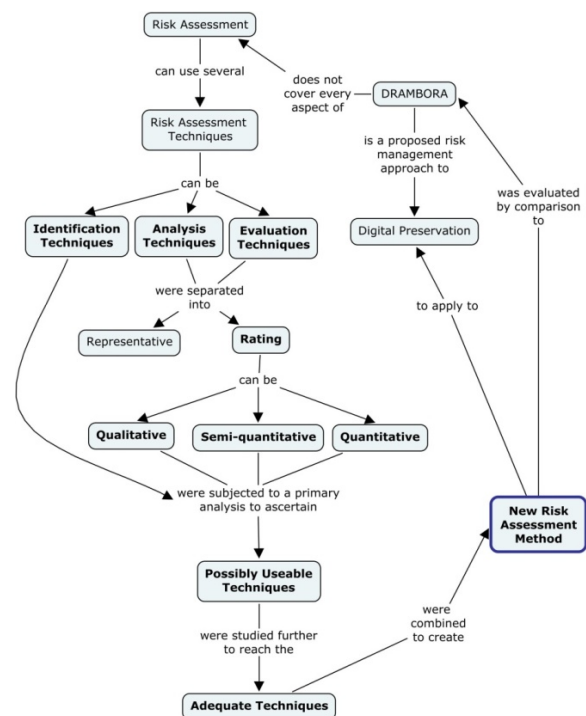 Risk Assessment
can use several
does not
cover every
aspect of
DRAMBORA
Risk Assessment
Techniques
is a proposed risk
management
approach to
can be
was evaluated
by comparison
to
Identification
Techniques
Analysis
Techniques
Evaluation
Techniques
Digital Preservation
were separated
into
to apply to
Representative
Rating
can be
Qualitative
Semi-quantitative
Quantitative
were subjected to a primary
analysis to ascertain
New Risk
Assessment
Method
Possibly Useable
Techniques
were
combined
to create
were studied further
to reach the
Adequate Techniques